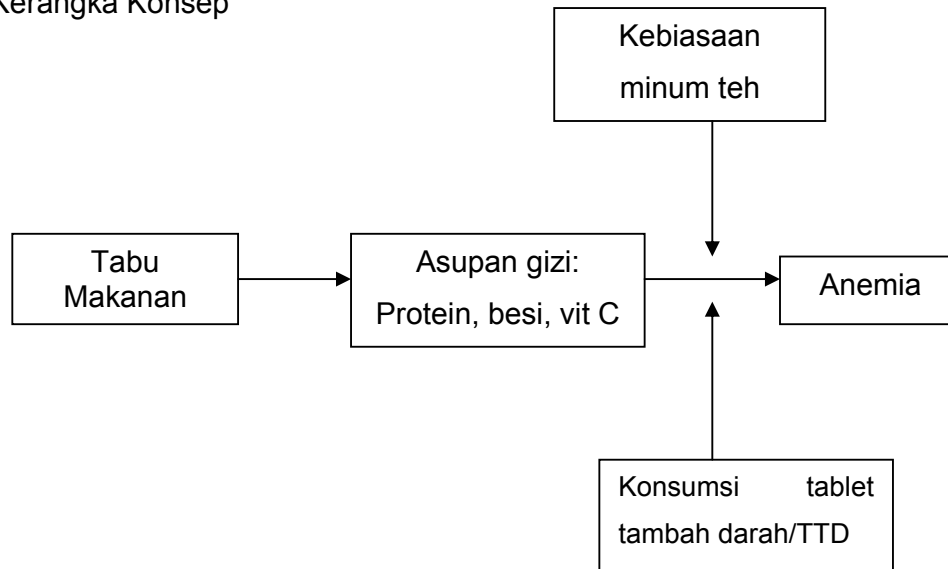 Kerangka Konsep
Kebiasaan
minum teh
Tabu
Makanan
Asupan gizi:
Protein, besi, vit C
Anemia
Konsumsi tablet
tambah darah/TTD